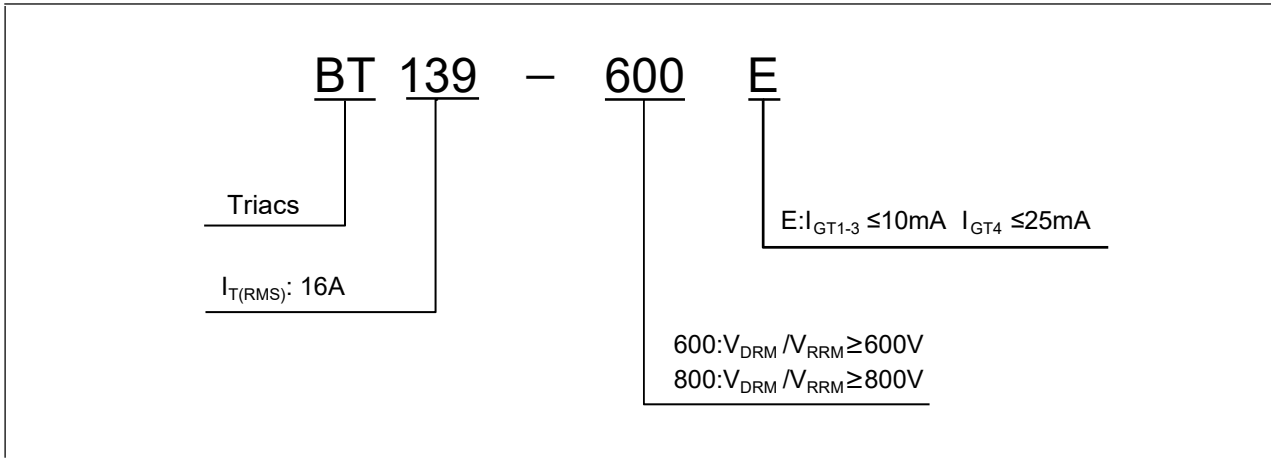 BT 139 – 600 E
Triacs
E:IGT1-3 ≤10mA IGT4 ≤25mA
IT(RMS): 16A
600:VDRM /VRRM≥600V
800:VDRM /VRRM≥800V